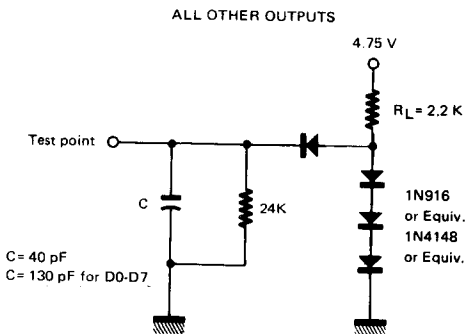 ALL OTHER OUTPUTS
4.75 V
RL = 2.2 K
Test point
C
24K
1N916
or Equiv.
1N4148
or Equiv.
C= 40 pF
C= 130 pF for D0-D7